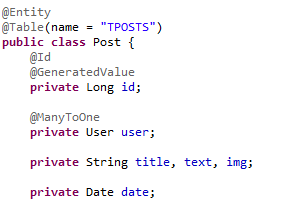 @Entity
@Table(name = "TPOSTS")
public class Post {
@Id
@GeneratedValue
private Long id;
@ManyToOne
private User user;
private String title, text, img;
private Date date;